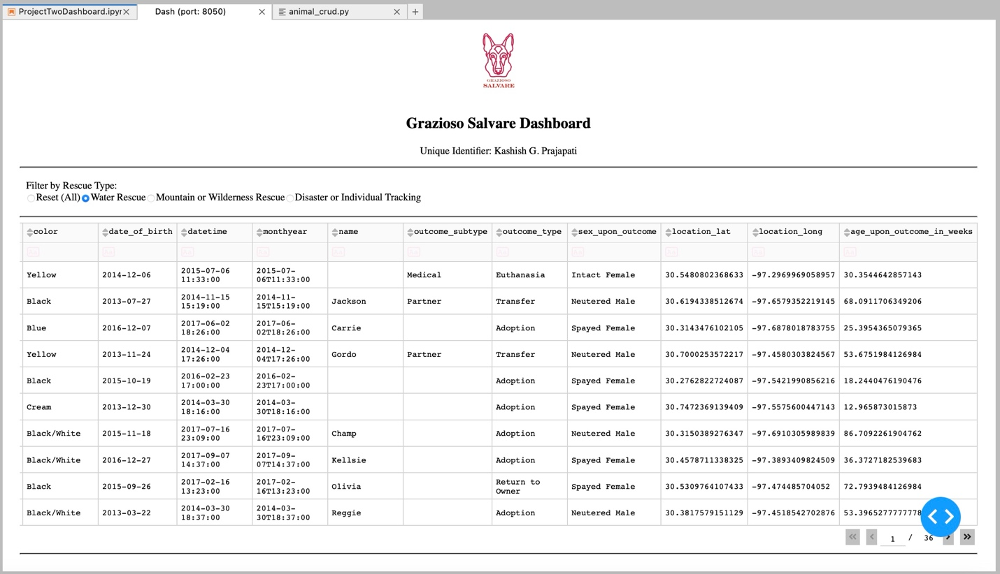 ProjectTwoDashboard.ipyr
Dash (port: 8050)
animal_crud.py
GRAZIOSO
SALVARE
Grazioso Salvare Dashboard
Unique Identifier: Kashish G. Prajapati
Filter by Rescue Type:
Reset (All) Water Rescue Mountain or Wilderness Rescue Disaster or Individual Tracking
color date_of_birth datetime monthyear name outcome_subtype outcome_type sex_upon_outcome location_lat location_long age_upon_outcome_in_weeks
Aa Aa Aa Aa Aa Aa Aa Aa Aa Aa Aa
Yellow 2014-12-06 2015-07-06 11:33:00 2015-07-06T11:33:00 Medical Euthanasia Intact Female 30.5480802368633 -97.2969969058957 30.3544642857143
Black 2013-07-27 2014-11-15 15:19:00 2014-11-15T15:19:00 Jackson Partner Transfer Neutered Male 30.6194338512674 -97.6579352219145 68.0911706349206
Blue 2016-12-07 2017-06-02 18:26:00 2017-06-02T18:26:00 Carrie Adoption Spayed Female 30.3143476102105 -97.6878018783755 25.3954365079365
Yellow 2013-11-24 2014-12-04 17:26:00 2014-12-04T17:26:00 Gordo Partner Transfer Neutered Male 30.7000253572217 -97.4580303824567 53.6751984126984
Black 2015-10-19 2016-02-23 17:00:00 2016-02-23T17:00:00 Adoption Spayed Female 30.2762822724087 -97.5421990856216 18.2440476190476
Cream 2013-12-30 2014-03-30 18:16:00 2014-03-30T18:16:00 Adoption Spayed Female 30.7472369139409 -97.5575600447143 12.965873015873
Black/White 2015-11-18 2017-07-16 23:09:00 2017-07-16T23:09:00 Champ Adoption Neutered Male 30.3150389276347 -97.6910305989839 86.7092261904762
Black/White 2016-12-27 2017-09-07 14:37:00 2017-09-07T14:37:00 Kellsie Adoption Spayed Female 30.4578711338325 -97.3893409824509 36.3727182539683
Black 2015-09-26 2017-02-16 13:23:00 2017-02-16T13:23:00 Olivia Return to Owner Spayed Female 30.5309764107433 -97.474485704052 72.7939484126984
Black/White 2013-03-22 2014-03-30 18:37:00 2014-03-30T18:37:00 Reggie Adoption Neutered Male 30.3817579151129 -97.4518542702876 53.3965277777778
1 / 36